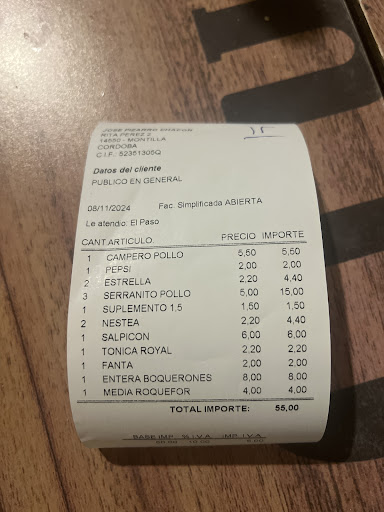 JOSE PIZARRO
RITA PEREZ 2
14550 - MONTILLA
CORDOBA
C.I.F.: 52351305Q
Datos del cliente
PUBLICO EN GENERAL
08/11/2024 Fac. Simplificada ABIERTA
Le atendio: El Paso
CANT ARTICULO PRECIO IMPORTE
1 CAMPERO POLLO 5,50 5,50
1 PEPSI 2,00 2,00
2 ESTRELLA 2,20 4,40
3 SERRANITO POLLO 5,00 15,00
1 SUPLEMENTO 1.5 1,50 1,50
2 NESTEA 2,20 4,40
1 SALPICON 6,00 6,00
1 TONICA ROYAL 2,20 2,20
1 FANTA 2,00 2,00
1 ENTERA BOQUERONES 8,00 8,00
1 MEDIA ROQUEFOR 4,00 4,00
TOTAL IMPORTE: 55,00
BASE IMP. % I.V.A. IMP. I.V.A.